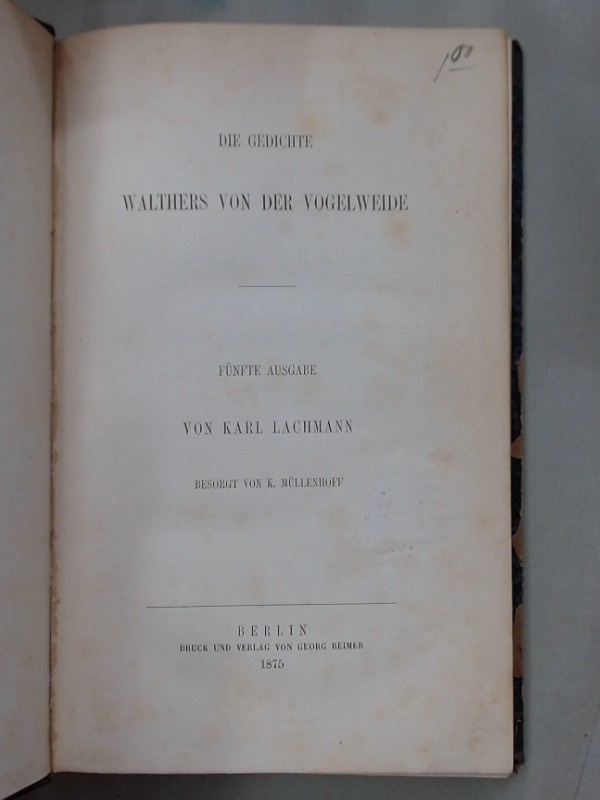 100
DIE GEDICHTE
WALTHERS VON DER VOGELWEIDE
FÜNFTE AUSGABE
VON KARL LACHMANN
BESORGT VON K. MÜLLENHOFF
BERLIN
DRUCK UND VERLAG VON GEORG REIMER
1875